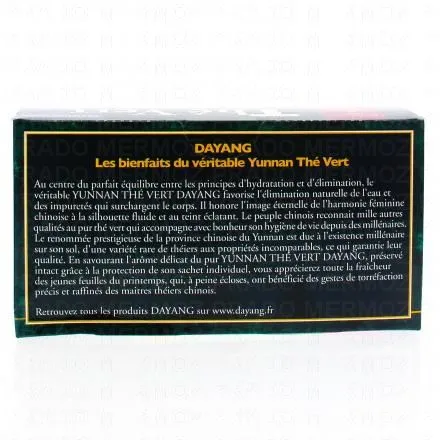 DAYANG
Les bienfaits du véritable Yunnan Thé Vert
Au centre du parfait équilibre entre les principes d'hydratation et d'élimination, le
véritable YUNNAN THÉ VERT DAYANG favorise l'élimination naturelle de l'eau et
des impuretés qui surchargent le corps. Il honore l'image éternelle de l'harmonie féminine
chinoise à la silhouette fluide et au teint éclatant. Le peuple chinois reconnait mille autres
qualités au pur thé vert qui accompagne avec bonheur son hygiène de vie depuis des millénaires.
Le renommée prestigieuse de la province chinoise du Yunnan est due à l'existence millénaire
sur son sol, d'une variété rare de théiers aux propriétés incomparables, ce qui garantie leur
qualité. En savourant l'arôme délicat du pur YUNNAN THÉ VERT DAYANG, préservé
intact grâce à la protection de son sachet individuel, vous apprécierez toute la fraîcheur
des jeunes feuilles du printemps, qui, à peine écloses, ont bénéficié des gestes de torréfaction
précis et raffinés des maitres théiers chinois.
Retrouvez tous les produits DAYANG sur www.dayang.fr